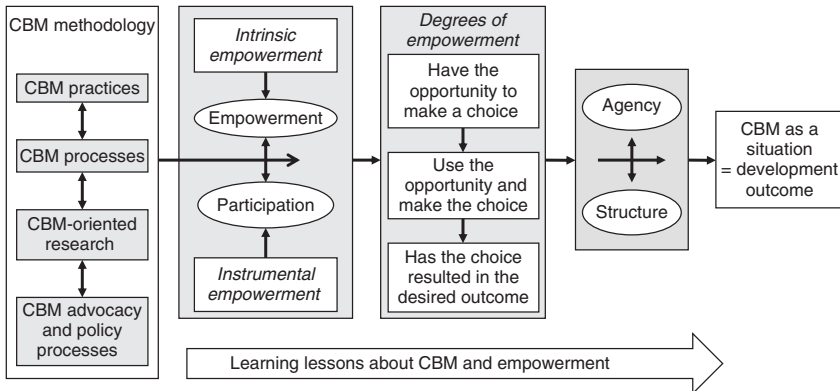 CBM methodology
CBM practices
CBM processes
CBM-oriented
research
CBM advocacy
and policy
processes
Intrinsic
empowerment
Empowerment
Participation
Instrumental
empowerment
Degrees of
empowerment
Have the
opportunity to
make a choice
Use the
opportunity and
make the choice
Has the choice
resulted in the
desired outcome
Agency
Structure
CBM as a
situation
= development
outcome
Learning lessons about CBM and empowerment